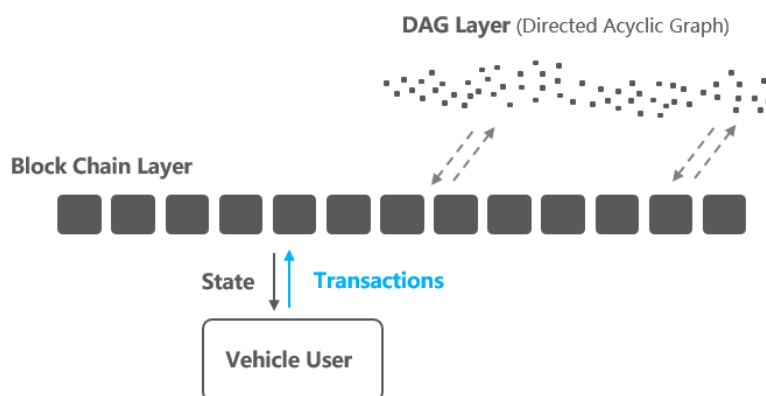 DAG Layer (Directed Acyclic Graph)
Block Chain Layer
State
Transactions
Vehicle User